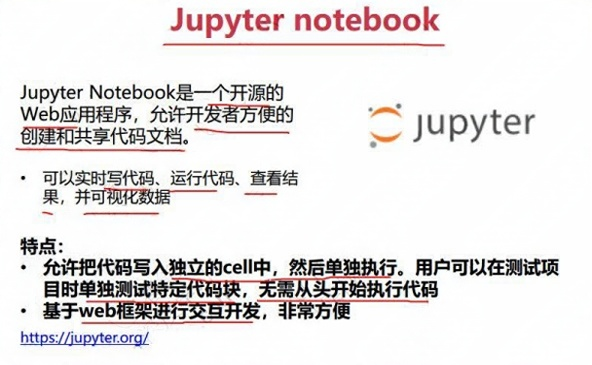 Jupyter notebook
Jupyter Notebook是一个开源的
Web应用程序，允许开发者方便的
创建和共享代码文档。
jupyter
• 可以实时写代码、运行代码、查看结
果，并可视化数据
特点：
• 允许把代码写入独立的cell中，然后单独执行。用户可以在测试项
目时单独测试特定代码块，无需从头开始执行代码
• 基于web框架进行交互开发，非常方便
https://jupyter.org/